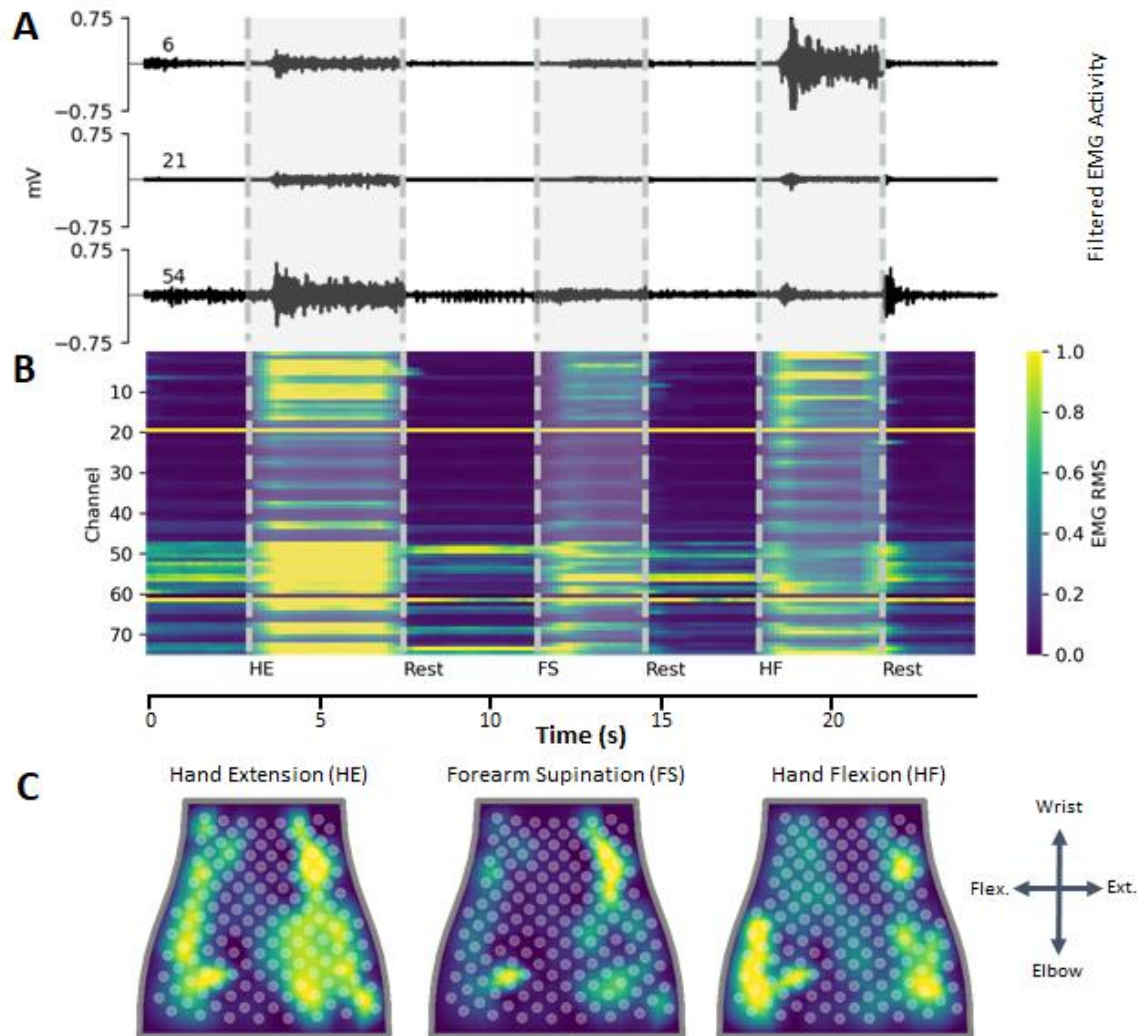 A
0.75
6
−0.75
0.75
21
−0.75
0.75
54
−0.75
mV
Filtered EMG Activity
B
10
20
30
40
50
60
70
Channel
HE
Rest
FS
Rest
HF
Rest
1.0
0.8
0.6
0.4
0.2
0.0
EMG RMS
0
5
10
15
20
Time (s)
C
Hand Extension (HE)
Forearm Supination (FS)
Hand Flexion (HF)
Wrist
Flex.
Ext.
Elbow